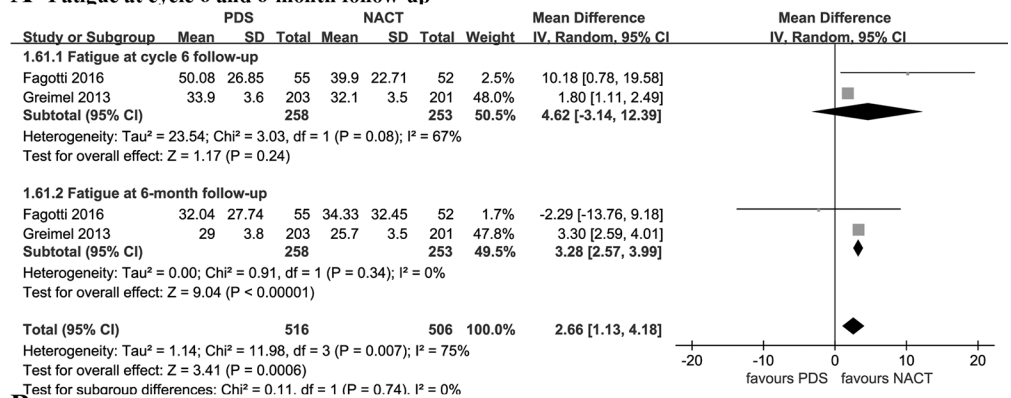 A Fatigue at cycle 6 and 6-month follow-up
PDS NACT Mean Difference Mean Difference
Study or Subgroup Mean SD Total Mean SD Total Weight IV, Random, 95% CI IV, Random, 95% CI
1.61.1 Fatigue at cycle 6 follow-up
Fagotti 2016 50.08 26.85 55 39.9 22.71 52 2.5% 10.18 [0.78, 19.58]
Greimel 2013 33.9 3.6 203 32.1 3.5 201 48.0% 1.80 [1.11, 2.49]
Subtotal (95% CI) 258 253 50.5% 4.62 [-3.14, 12.39]
Heterogeneity: Tau² = 23.54; Chi² = 3.03, df = 1 (P = 0.08); I² = 67%
Test for overall effect: Z = 1.17 (P = 0.24)
1.61.2 Fatigue at 6-month follow-up
Fagotti 2016 32.04 27.74 55 34.33 32.45 52 1.7% -2.29 [-13.76, 9.18]
Greimel 2013 29 3.8 203 25.7 3.5 201 47.8% 3.30 [2.59, 4.01]
Subtotal (95% CI) 258 253 49.5% 3.28 [2.57, 3.99]
Heterogeneity: Tau² = 0.00; Chi² = 0.91, df = 1 (P = 0.34); I² = 0%
Test for overall effect: Z = 9.04 (P < 0.00001)
Total (95% CI) 516 506 100.0% 2.66 [1.13, 4.18]
Heterogeneity: Tau² = 1.14; Chi² = 11.98, df = 3 (P = 0.007); I² = 75%
Test for overall effect: Z = 3.41 (P = 0.0006)
Test for subgroup differences: Chi² = 0.11, df = 1 (P = 0.74), I² = 0%
-20 -10 0 10 20
favours PDS favours NACT